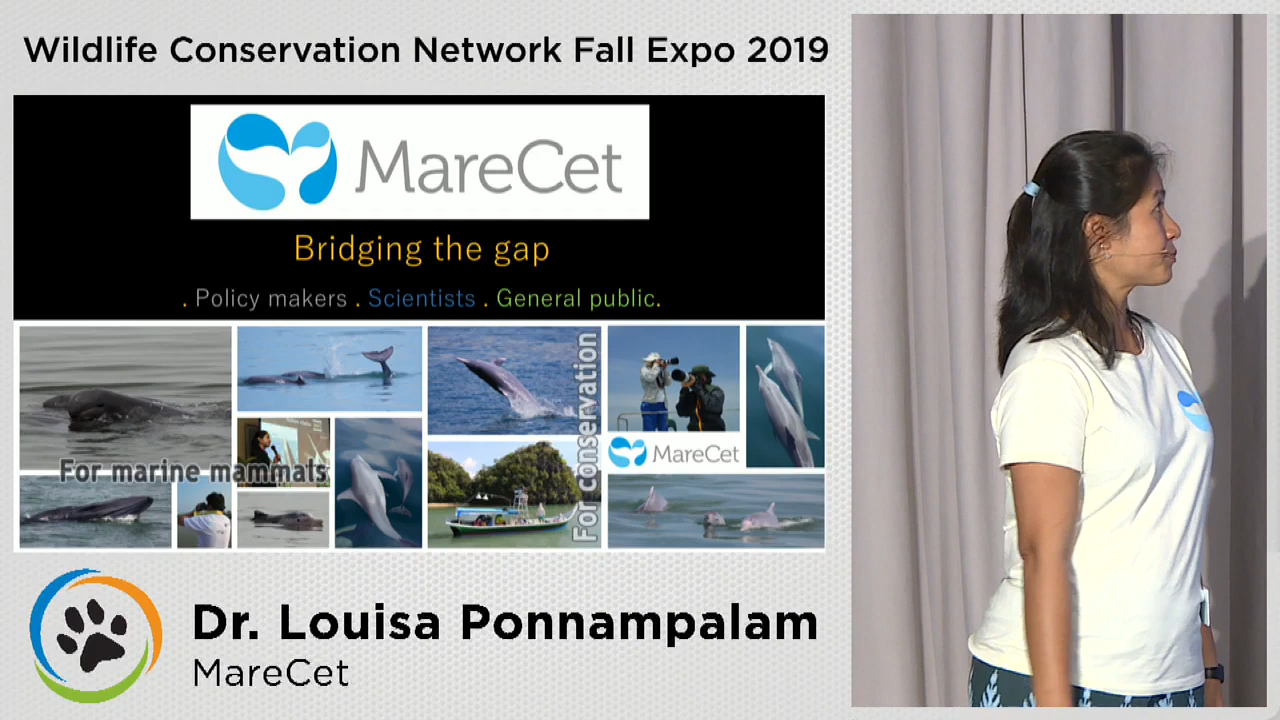 Wildlife Conservation Network Fall Expo 2019
MareCet
Bridging the gap
. Policy makers . Scientists . General public.
For marine mammats
For conservation
MareCet
Dr. Louisa Ponnampalam
MareCet